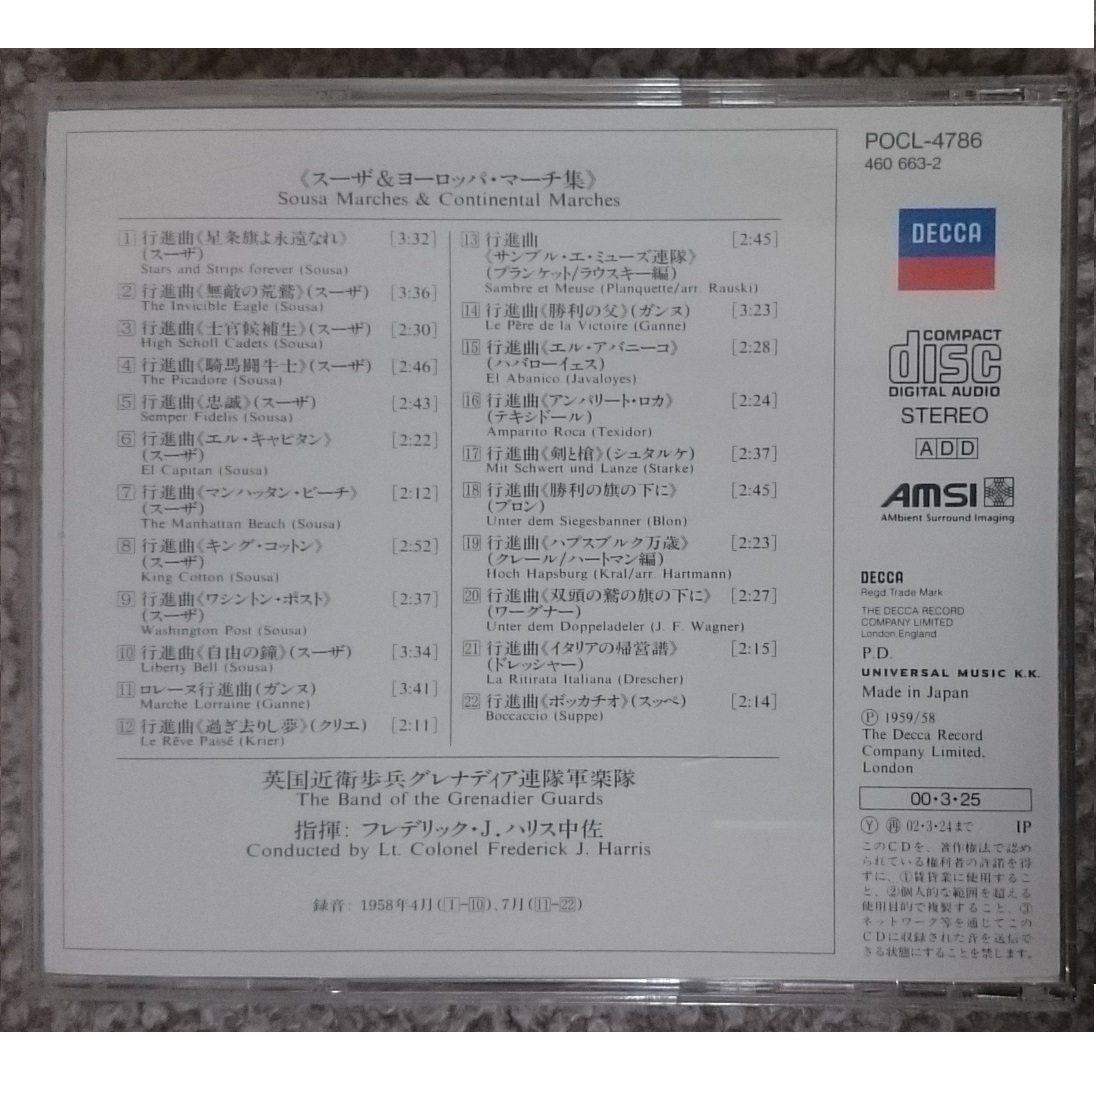 《スーザ&ヨーロッパ・マーチ集》
Sousa Marches & Continental Marches
1 行進曲《星条旗よ永遠なれ》 [3:32]
(スーザ)
Stars and Strips forever (Sousa)
2 行進曲《無敵の荒鷲》(スーザ) [3:36]
The Invicible Eagle (Sousa)
3 行進曲《士官候補生》(スーザ) [2:30]
High Scholl Cadets (Sousa)
4 行進曲《騎馬闘牛士》(スーザ) [2:46]
The Picadore (Sousa)
5 行進曲《忠誠》(スーザ) [2:43]
Semper Fidelis (Sousa)
6 行進曲《エル・キャピタン》 [2:22]
(スーザ)
El Capitan (Sousa)
7 行進曲《マンハッタン・ビーチ》 [2:12]
(スーザ)
The Manhattan Beach (Sousa)
8 行進曲《キング・コットン》 [2:52]
(スーザ)
King Cotton (Sousa)
9 行進曲《ワシントン・ポスト》 [2:37]
(スーザ)
Washington Post (Sousa)
10 行進曲《自由の鐘》(スーザ) [3:34]
Liberty Bell (Sousa)
11 ロレーヌ行進曲(ガンヌ) [3:41]
Marche Lorraine (Ganne)
12 行進曲《過ぎ去りし夢》(クリエ) [2:11]
Le Rêve Passé (Krier)
13 行進曲 [2:45]
《サンブル・エ・ミューズ連隊》
(プランケット/ラウスキー編)
Sambre et Meuse (Planquette/arr. Rauski)
14 行進曲《勝利の父》(ガンヌ) [3:23]
Le Père de la Victoire (Ganne)
15 行進曲《エル・アバニーコ》 [2:28]
(ハバローイェス)
El Abanico (Javaloyes)
16 行進曲《アンパリート・ロカ》 [2:24]
(テキシドール)
Amparito Roca (Texidor)
17 行進曲《剣と槍》(シュタルケ) [2:37]
Mit Schwert und Lanze (Starke)
18 行進曲《勝利の旗の下に》 [2:45]
(ブロン)
Unter dem Siegesbanner (Blon)
19 行進曲《ハプスブルク万歳》 [2:23]
(クレール/ハートマン編)
Hoch Hapsburg (Kral/arr. Hartmann)
20 行進曲《双頭の鷲の旗の下に》 [2:27]
(ワーグナー)
Unter dem Doppeladeler (J. F. Wagner)
21 行進曲《イタリアの帰営譜》 [2:15]
(ドレッシャー)
La Ritirata Italiana (Drescher)
22 行進曲《ボッカチオ》(スッペ) [2:14]
Boccaccio (Suppe)
英国近衛歩兵グレナディア連隊軍楽隊
The Band of the Grenadier Guards
指揮: フレデリック・J.ハリス中佐
Conducted by Lt. Colonel Frederick J. Harris
録音: 1958年4月(1-10)、7月(11-22)
POCL-4786
460 663-2
DECCA
COMPACT
disc
DIGITAL AUDIO
STEREO
ADD
AMSI
AMbient Surround Imaging
DECCA
Regd Trade Mark
THE DECCA RECORD
COMPANY LIMITED
London,England
P.D.
UNIVERSAL MUSIC K.K.
Made in Japan
Ⓟ 1959/58
The Decca Record
Company Limited,
London
00・3・25
Ⓨ 再 02・3・24まで IP
このCDを、著作権法で認め
られている権利者の許諾を得
ずに、①賃貸業に使用するこ
と、②個人的な範囲を超える
使用目的で複製すること、③
ネットワーク等を通じてこの
CDに収録された音を送信で
きる状態にすることを禁じます。